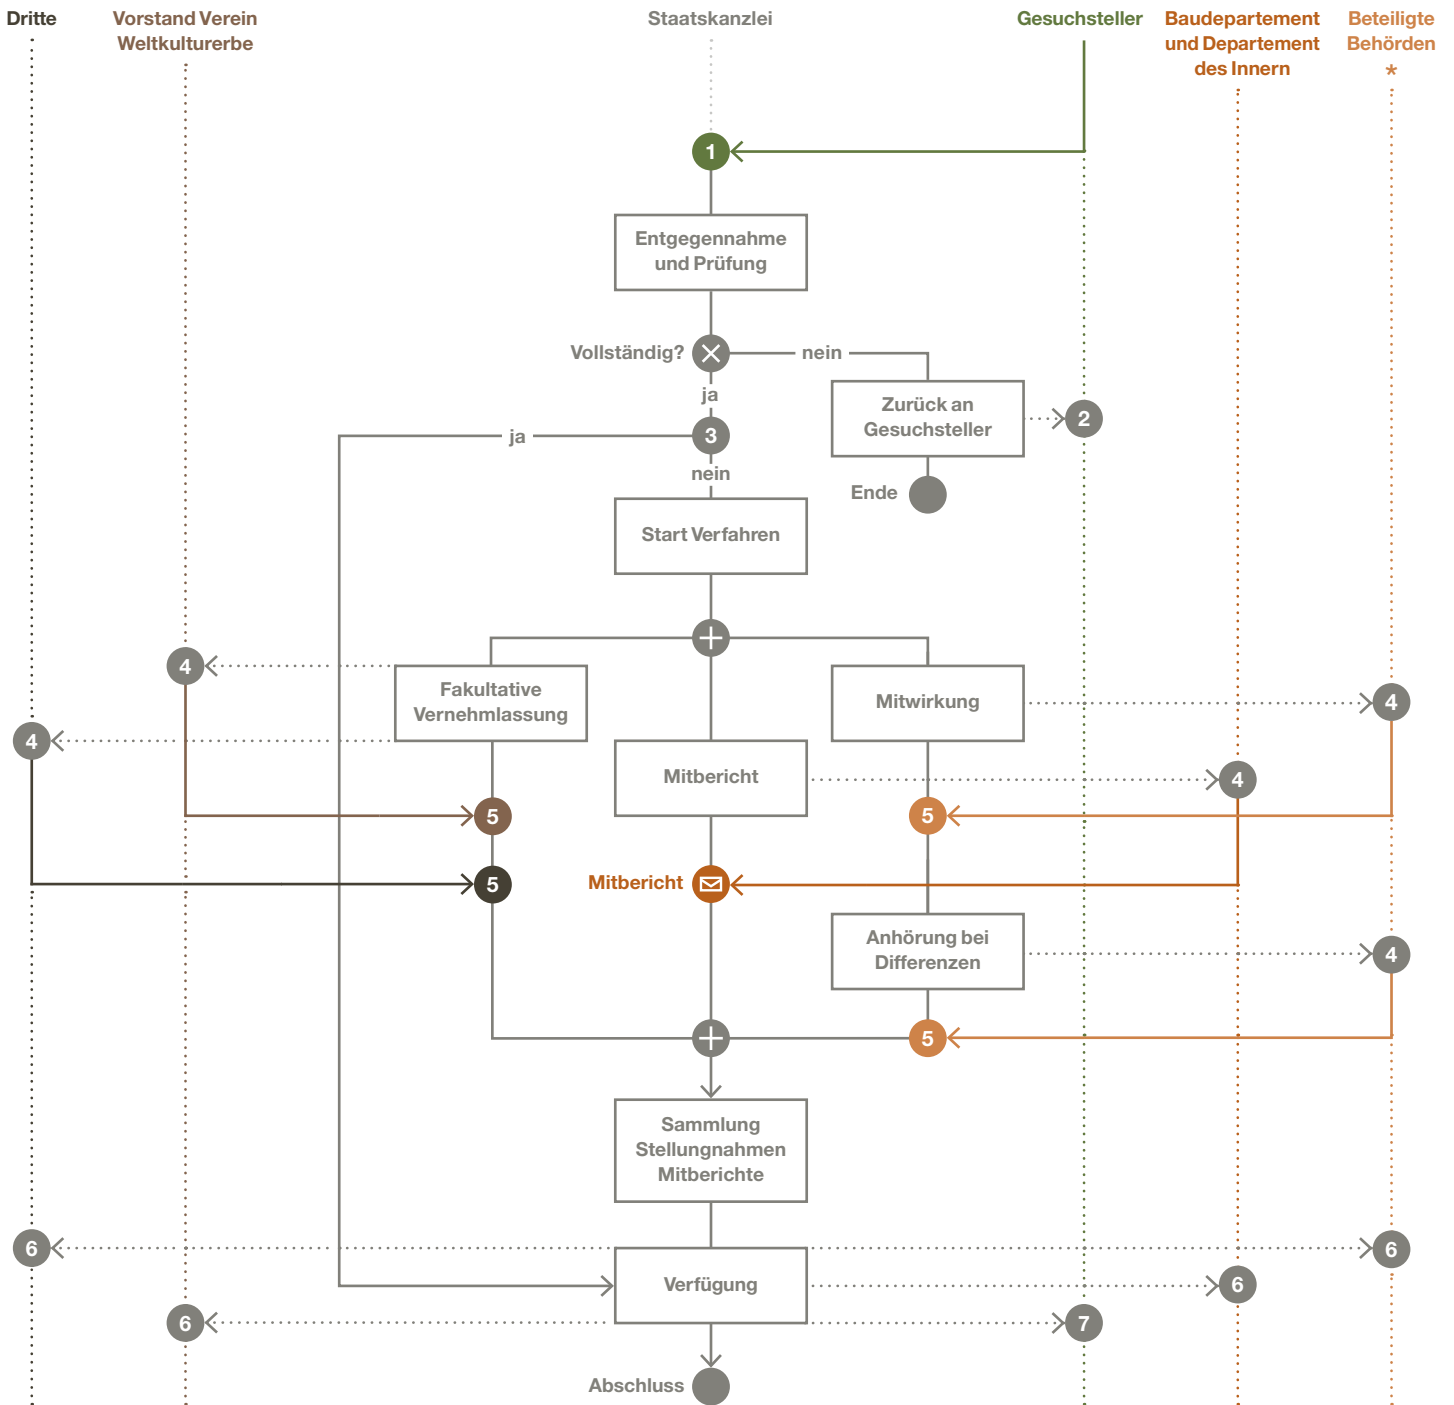 Dritte
Vorstand Verein
Weltkulturerbe
Staatskanzlei
Gesuchsteller
Baudepartement
und Departement
des Innern
Beteiligte
Behörden
*
1
Entgegennahme
und Prüfung
Vollständig?
nein
ja
Zurück an
Gesuchsteller
2
ja
3
nein
Ende
Start Verfahren
4
Fakultative
Vernehmlassung
Mitwirkung
4
4
Mitbericht
4
5
5
5
Mitbericht
Anhörung bei
Differenzen
4
5
Sammlung
Stellungnahmen
Mitberichte
6
6
Verfügung
6
6
7
Abschluss